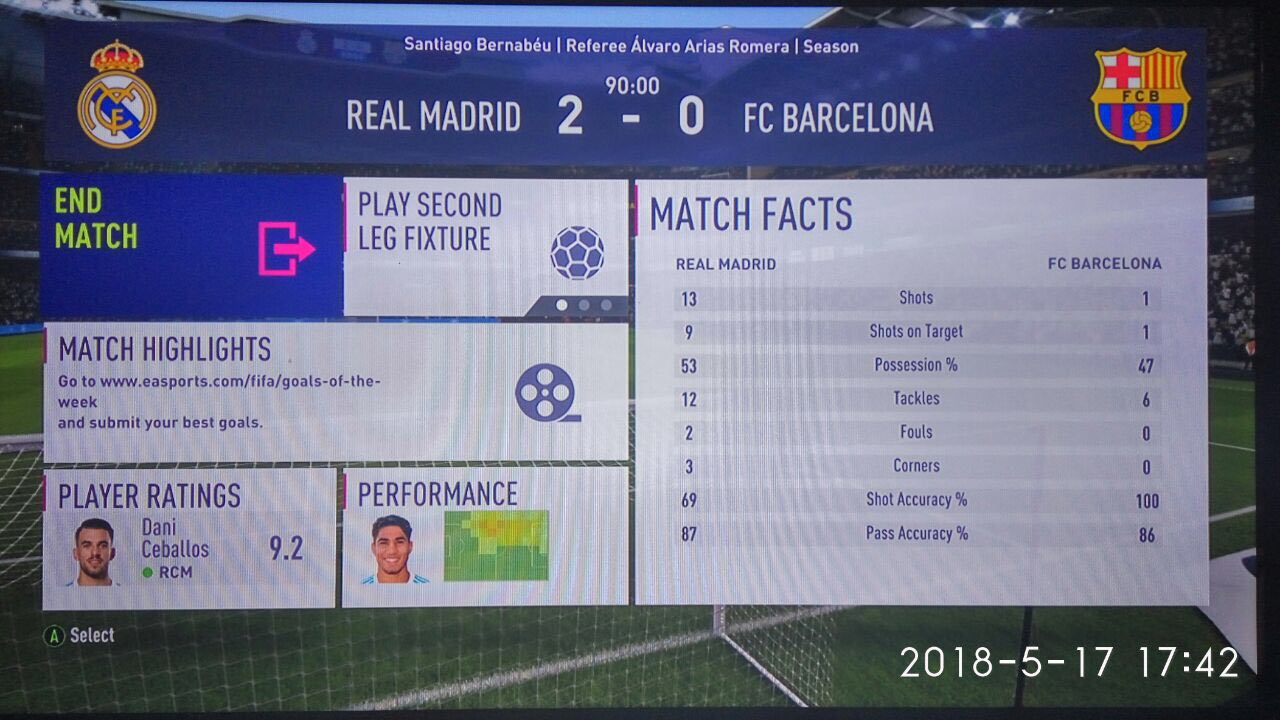 Santiago Bernabéu | Referee Álvaro Arias Romera | Season
90:00
REAL MADRID 2 - 0 FC BARCELONA
FCB
END
MATCH
PLAY SECOND
LEG FIXTURE
MATCH HIGHLIGHTS
Go to www.easports.com/fifa/goals-of-the-
week
and submit your best goals.
PLAYER RATINGS
Dani
Ceballos
RCM
9.2
PERFORMANCE
MATCH FACTS
REAL MADRID FC BARCELONA
13 Shots 1
9 Shots on Target 1
53 Possession % 47
12 Tackles 6
2 Fouls 0
3 Corners 0
69 Shot Accuracy % 100
87 Pass Accuracy % 86
A Select
2018-5-17 17:42